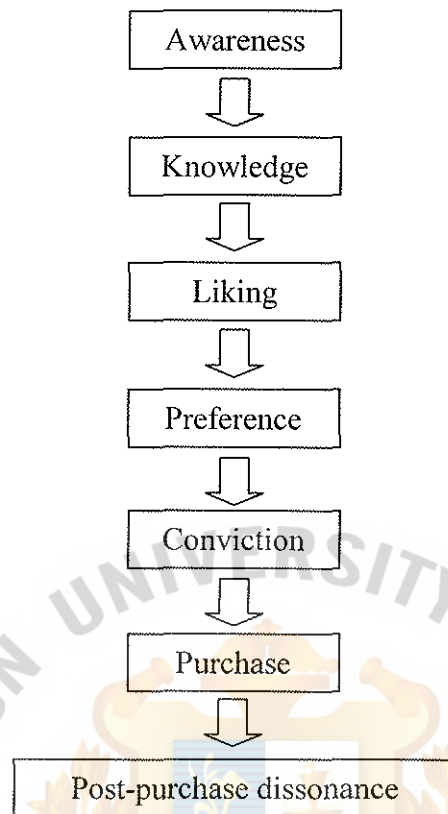 Awareness
Knowledge
Liking
Preference
Conviction
UNIVERSITY
Purchase
Post-purchase dissonance